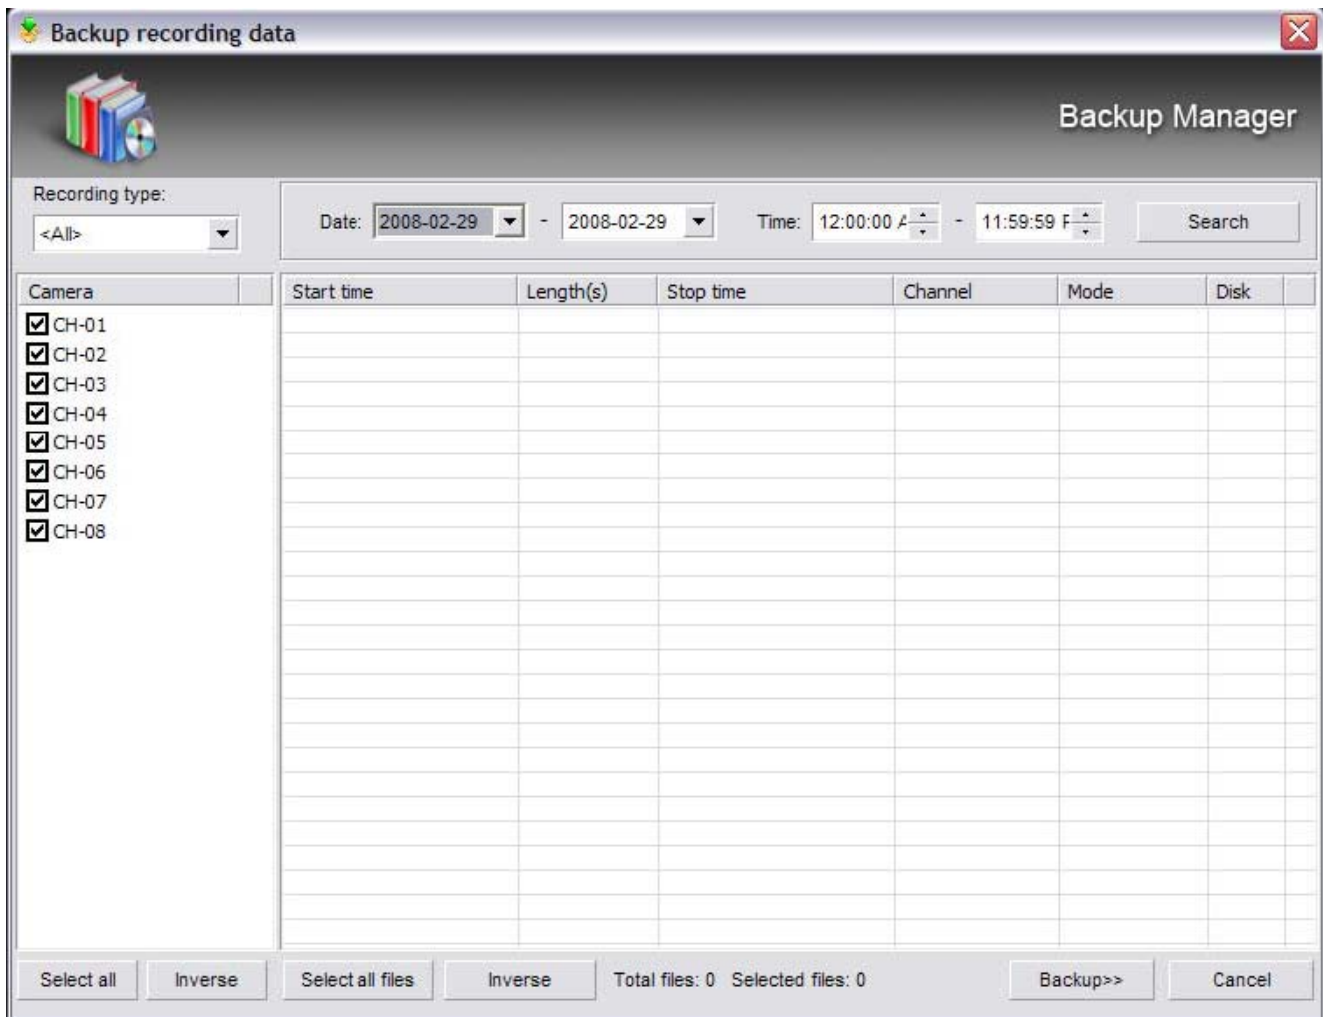 Backup recording data
Backup Manager
Recording type:
<All>
Date: 2008-02-29 - 2008-02-29 Time: 12:00:00 A - 11:59:59 P Search
Camera Start time Length(s) Stop time Channel Mode Disk
CH-01
CH-02
CH-03
CH-04
CH-05
CH-06
CH-07
CH-08
Select all Inverse Select all files Inverse Total files: 0 Selected files: 0 Backup>> Cancel